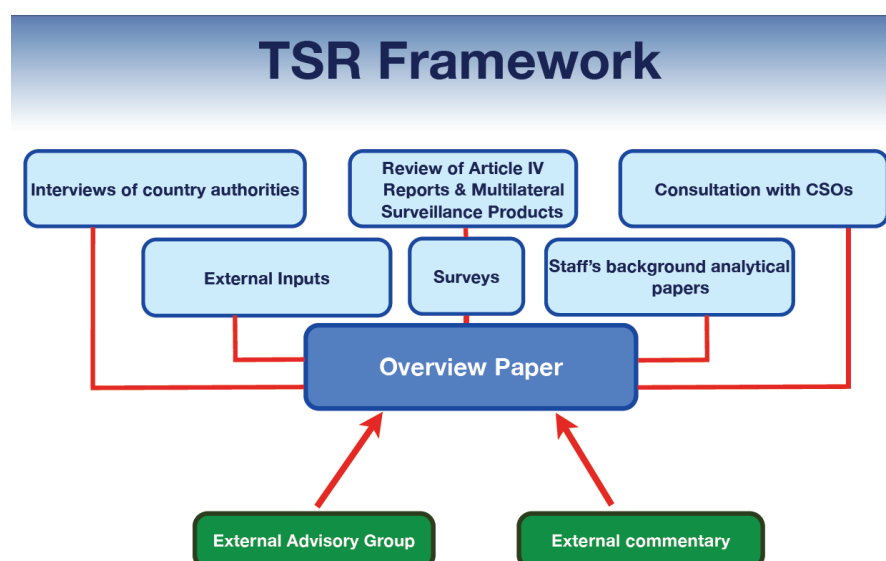 TSR Framework
Interviews of country authorities
Review of Article IV
Reports & Multilateral
Surveillance Products
Consultation with CSOs
External Inputs
Surveys
Staff’s background analytical
papers
Overview Paper
External Advisory Group
External commentary